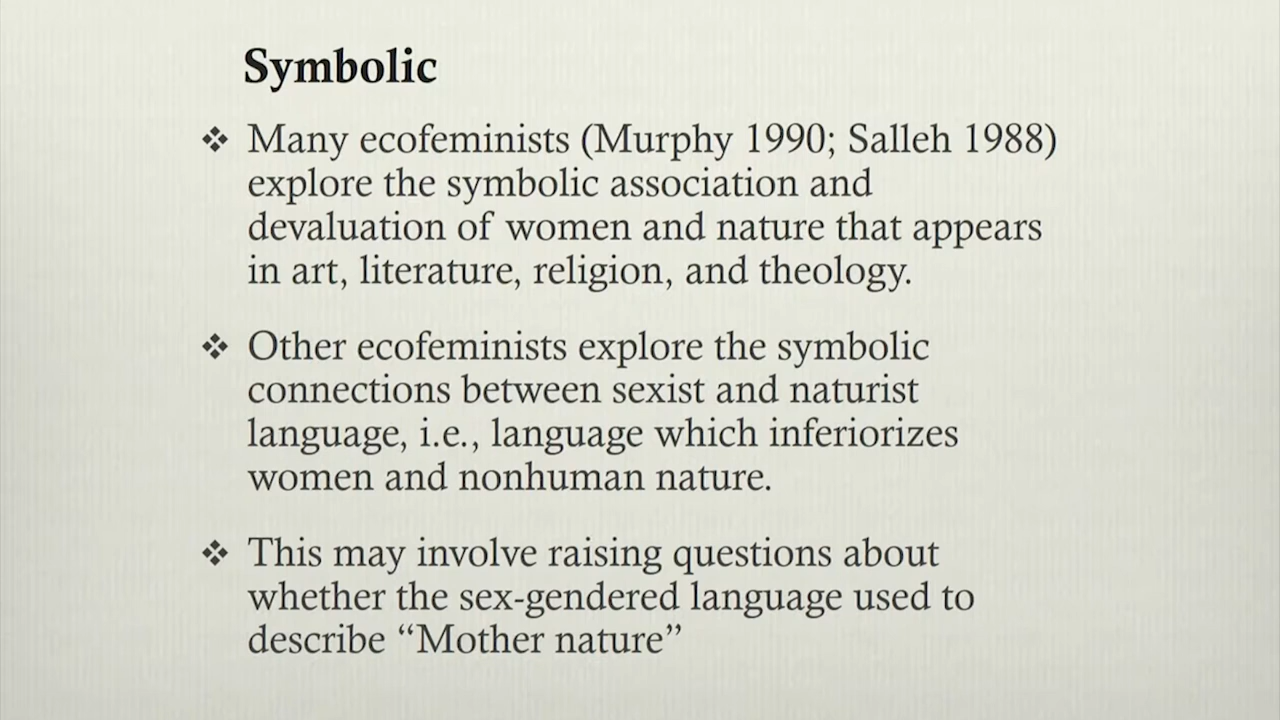 Symbolic
❖ Many ecofeminists (Murphy 1990; Salleh 1988)
explore the symbolic association and
devaluation of women and nature that appears
in art, literature, religion, and theology.
❖ Other ecofeminists explore the symbolic
connections between sexist and naturist
language, i.e., language which inferiorizes
women and nonhuman nature.
❖ This may involve raising questions about
whether the sex-gendered language used to
describe “Mother nature”